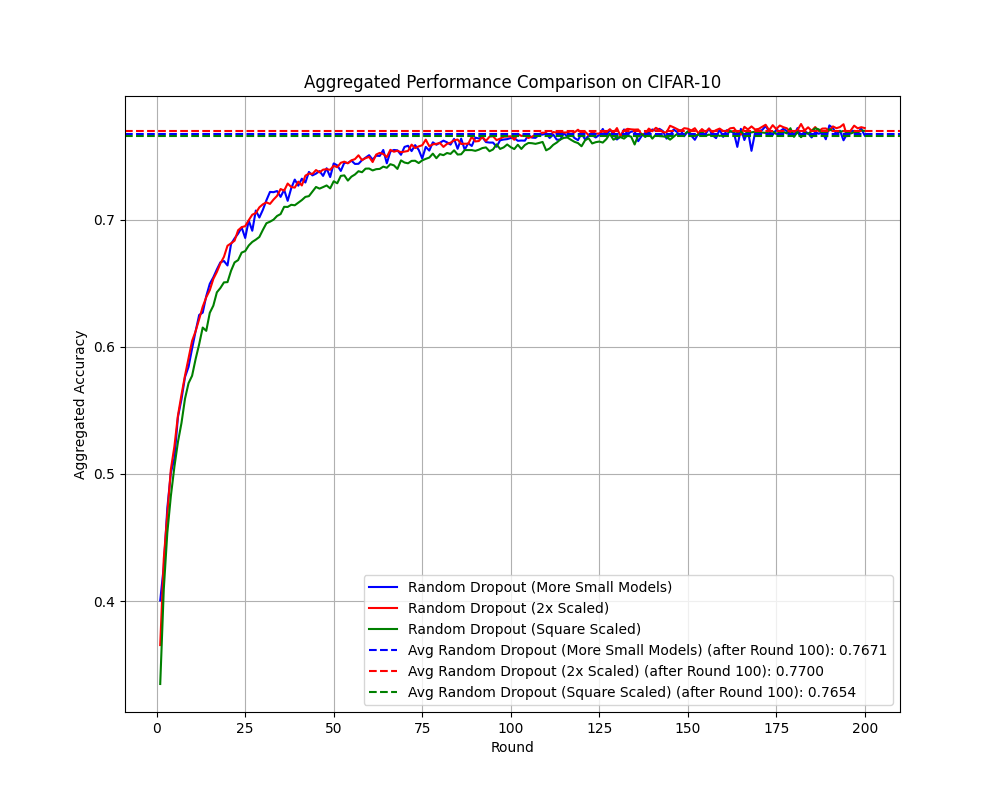 Aggregated Performance Comparison on CIFAR-10
Aggregated Accuracy
0.7
0.6
0.5
0.4
Random Dropout (More Small Models)
Random Dropout (2x Scaled)
Random Dropout (Square Scaled)
Avg Random Dropout (More Small Models) (after Round 100): 0.7671
Avg Random Dropout (2x Scaled) (after Round 100): 0.7700
Avg Random Dropout (Square Scaled) (after Round 100): 0.7654
0 25 50 75 100 125 150 175 200
Round